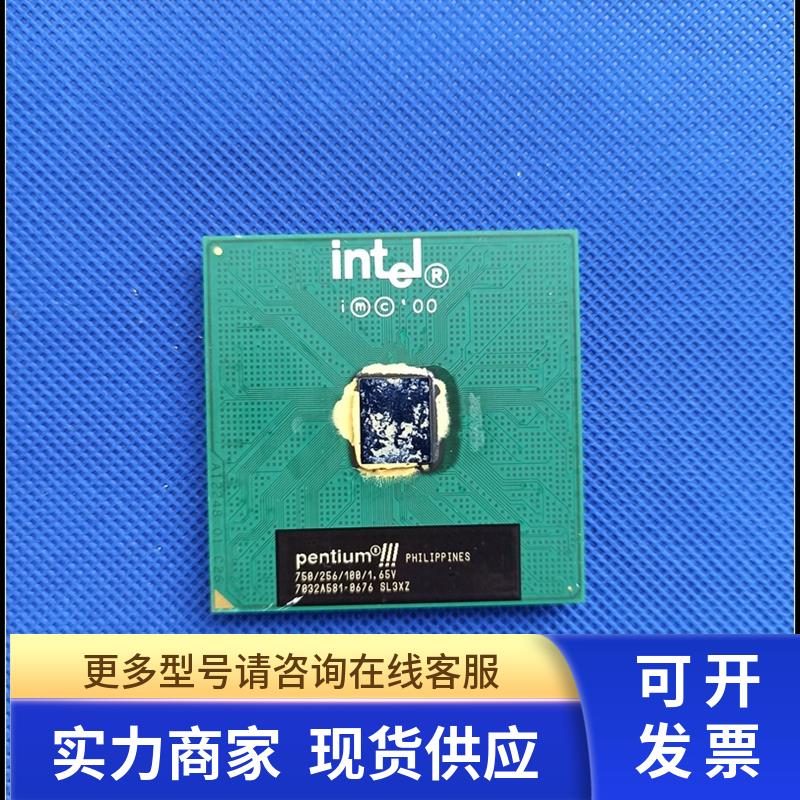 intel®
i ⓜ ⓒ '00
pentium® !!! PHILIPPINES
750/256/100/1.65V
7032A581-0676 SL3XZ
更多型号请咨询在线客服
实力商家 现货供应
可开
发票